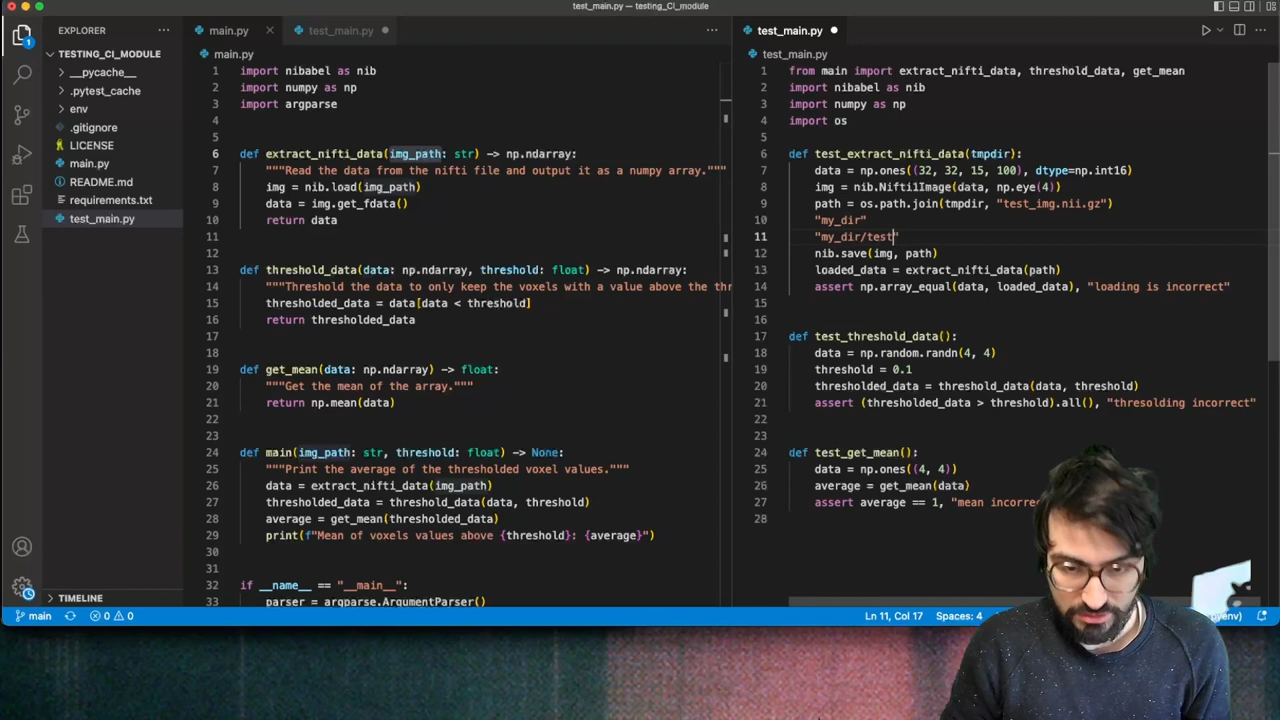 test_main.py — testing_CI_module
EXPLORER
TESTING_CI_MODULE
__pycache__
.pytest_cache
env
.gitignore
LICENSE
main.py
README.md
requirements.txt
test_main.py
TIMELINE
main.py
test_main.py
main.py
1 import nibabel as nib
2 import numpy as np
3 import argparse
4
5
6 def extract_nifti_data(img_path: str) -> np.ndarray:
7 """Read the data from the nifti file and output it as a numpy array."""
8 img = nib.load(img_path)
9 data = img.get_fdata()
10 return data
11
12
13 def threshold_data(data: np.ndarray, threshold: float) -> np.ndarray:
14 """Threshold the data to only keep the voxels with a value above the thr
15 thresholded_data = data[data < threshold]
16 return thresholded_data
17
18
19 def get_mean(data: np.ndarray) -> float:
20 """Get the mean of the array."""
21 return np.mean(data)
22
23
24 def main(img_path: str, threshold: float) -> None:
25 """Print the average of the thresholded voxel values."""
26 data = extract_nifti_data(img_path)
27 thresholded_data = threshold_data(data, threshold)
28 average = get_mean(thresholded_data)
29 print(f"Mean of voxels values above {threshold}: {average}")
30
31
32 if __name__ == "__main__":
33 parser = argparse.ArgumentParser()
test_main.py
test_main.py
1 from main import extract_nifti_data, threshold_data, get_mean
2 import nibabel as nib
3 import numpy as np
4 import os
5
6 def test_extract_nifti_data(tmpdir):
7 data = np.ones((32, 32, 15, 100), dtype=np.int16)
8 img = nib.Nifti1Image(data, np.eye(4))
9 path = os.path.join(tmpdir, "test_img.nii.gz")
10 "my_dir"
11 "my_dir/test"
12 nib.save(img, path)
13 loaded_data = extract_nifti_data(path)
14 assert np.array_equal(data, loaded_data), "loading is incorrect"
15
16
17 def test_threshold_data():
18 data = np.random.randn(4, 4)
19 threshold = 0.1
20 thresholded_data = threshold_data(data, threshold)
21 assert (thresholded_data > threshold).all(), "thresolding incorrect"
22
23
24 def test_get_mean():
25 data = np.ones((4, 4))
26 average = get_mean(data)
27 assert average == 1, "mean incorrec
28
main
0
0
Ln 11, Col 17
Spaces: 4